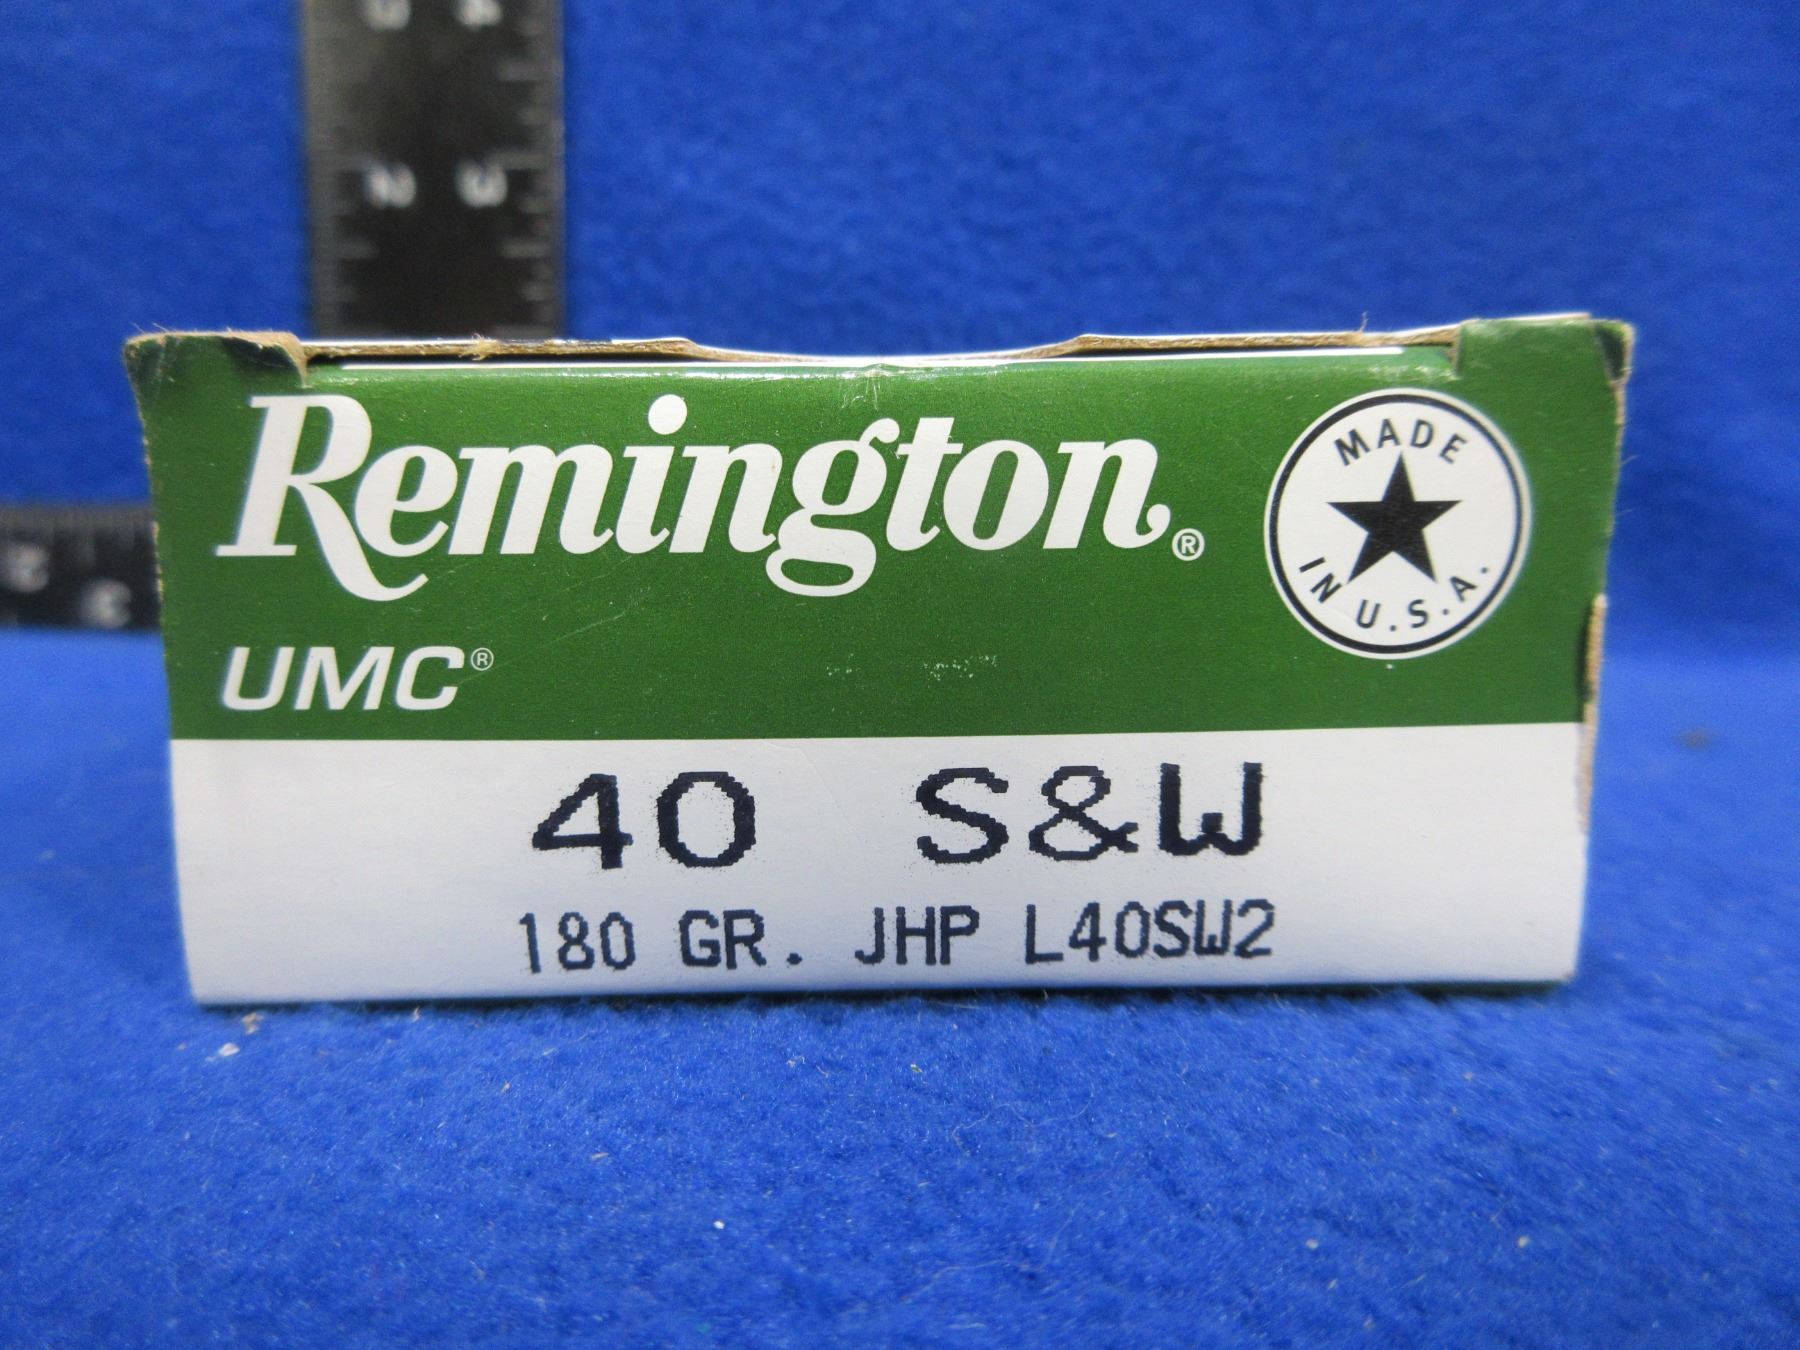 Remington®
MADE
IN U.S.A.
UMC®
40 S&W
180 GR. JHP L40SW2